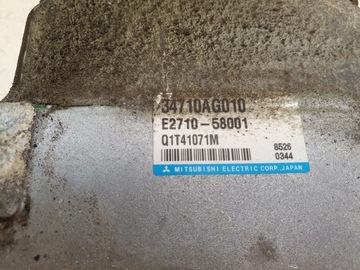 34710AG010
E2710-58001
Q1T41071M
8526
0344
MITSUBISHI ELECTRIC CORP., JAPAN